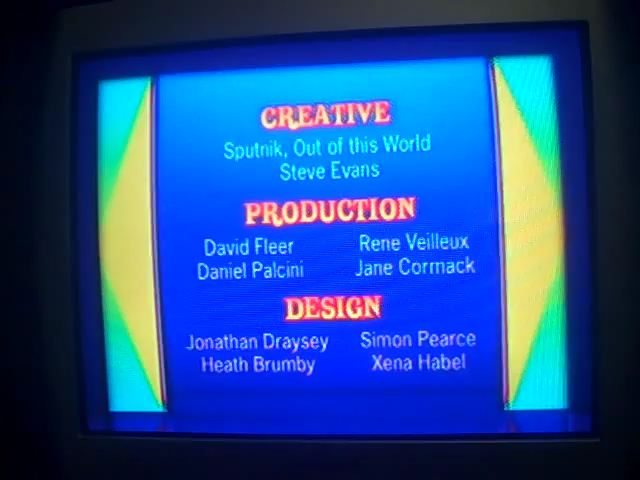 CREATIVE
Sputnik, Out of this World
Steve Evans
PRODUCTION
David Fleer Rene Veilleux
Daniel Palcini Jane Cormack
DESIGN
Jonathan Draysey Simon Pearce
Heath Brumby Xena Habel